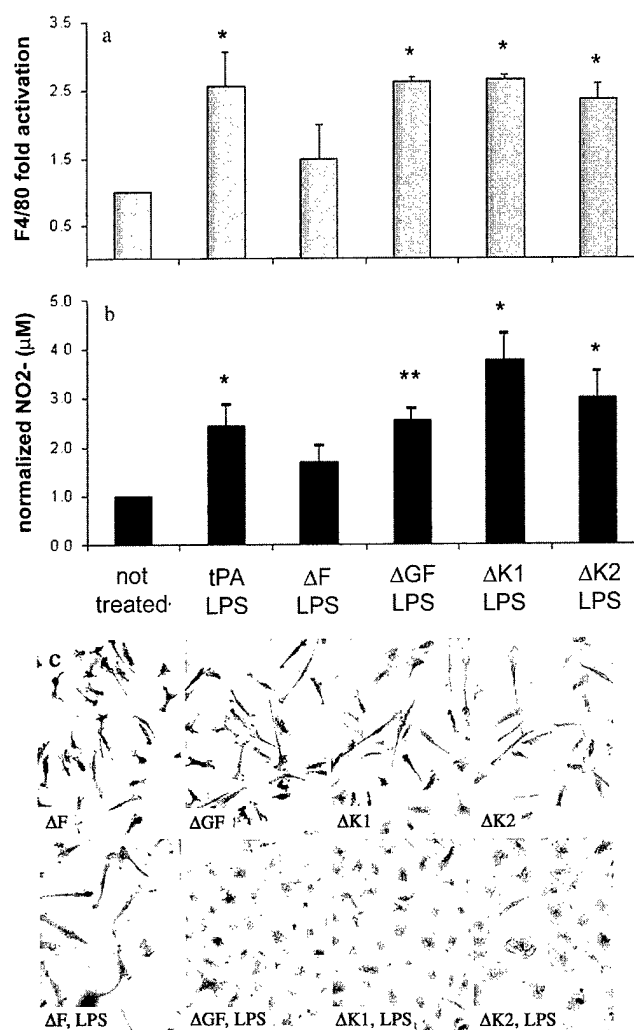 a
F4/80 fold activation
3.5
2.5
1.5
0.5
*
*
*
*
b
normalized NO2- (µM)
5.0
4.0
3.0
2.0
1.0
0 0
*
**
*
*
not treated
tPA LPS
ΔF LPS
ΔGF LPS
ΔK1 LPS
ΔK2 LPS
c
ΔF
ΔGF
ΔK1
ΔK2
ΔF, LPS
ΔGF, LPS
ΔK1, LPS
ΔK2, LPS